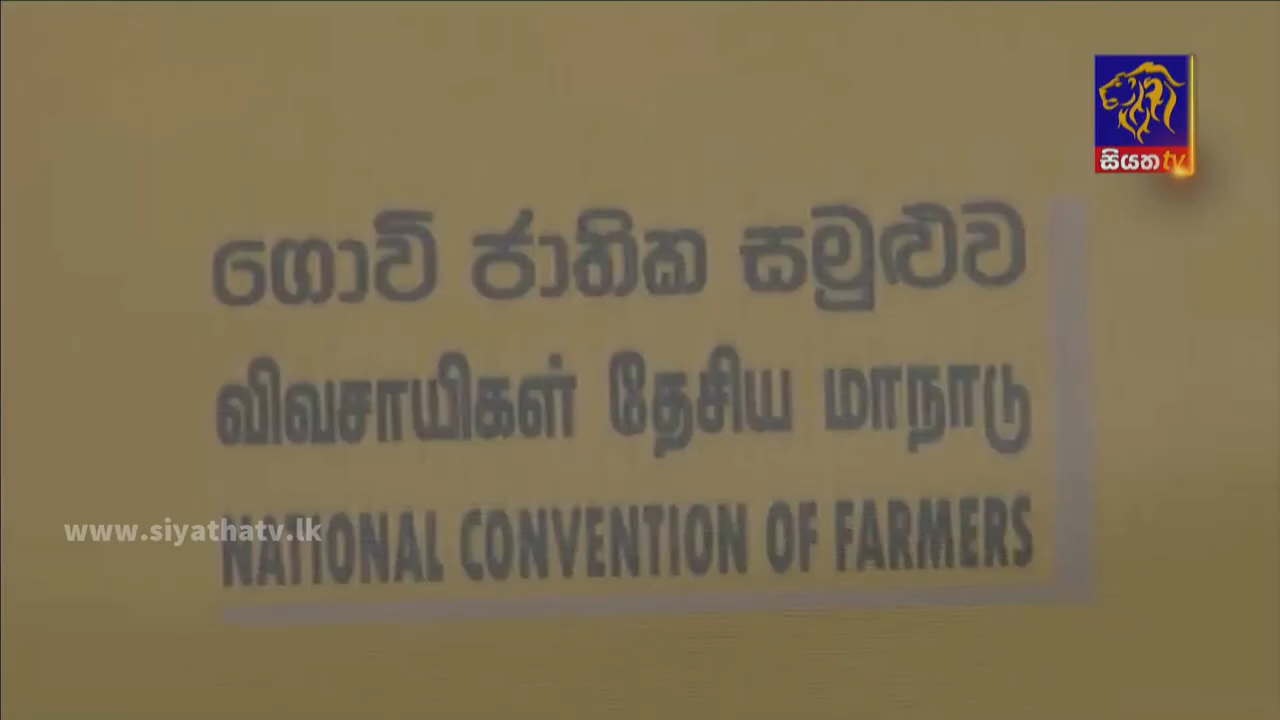 සියත tv
ගොවි ජාතික සමුළුව
விவசாயிகள் தேசிய மாநாடு
www.siyathatv.lk
NATIONAL CONVENTION OF FARMERS